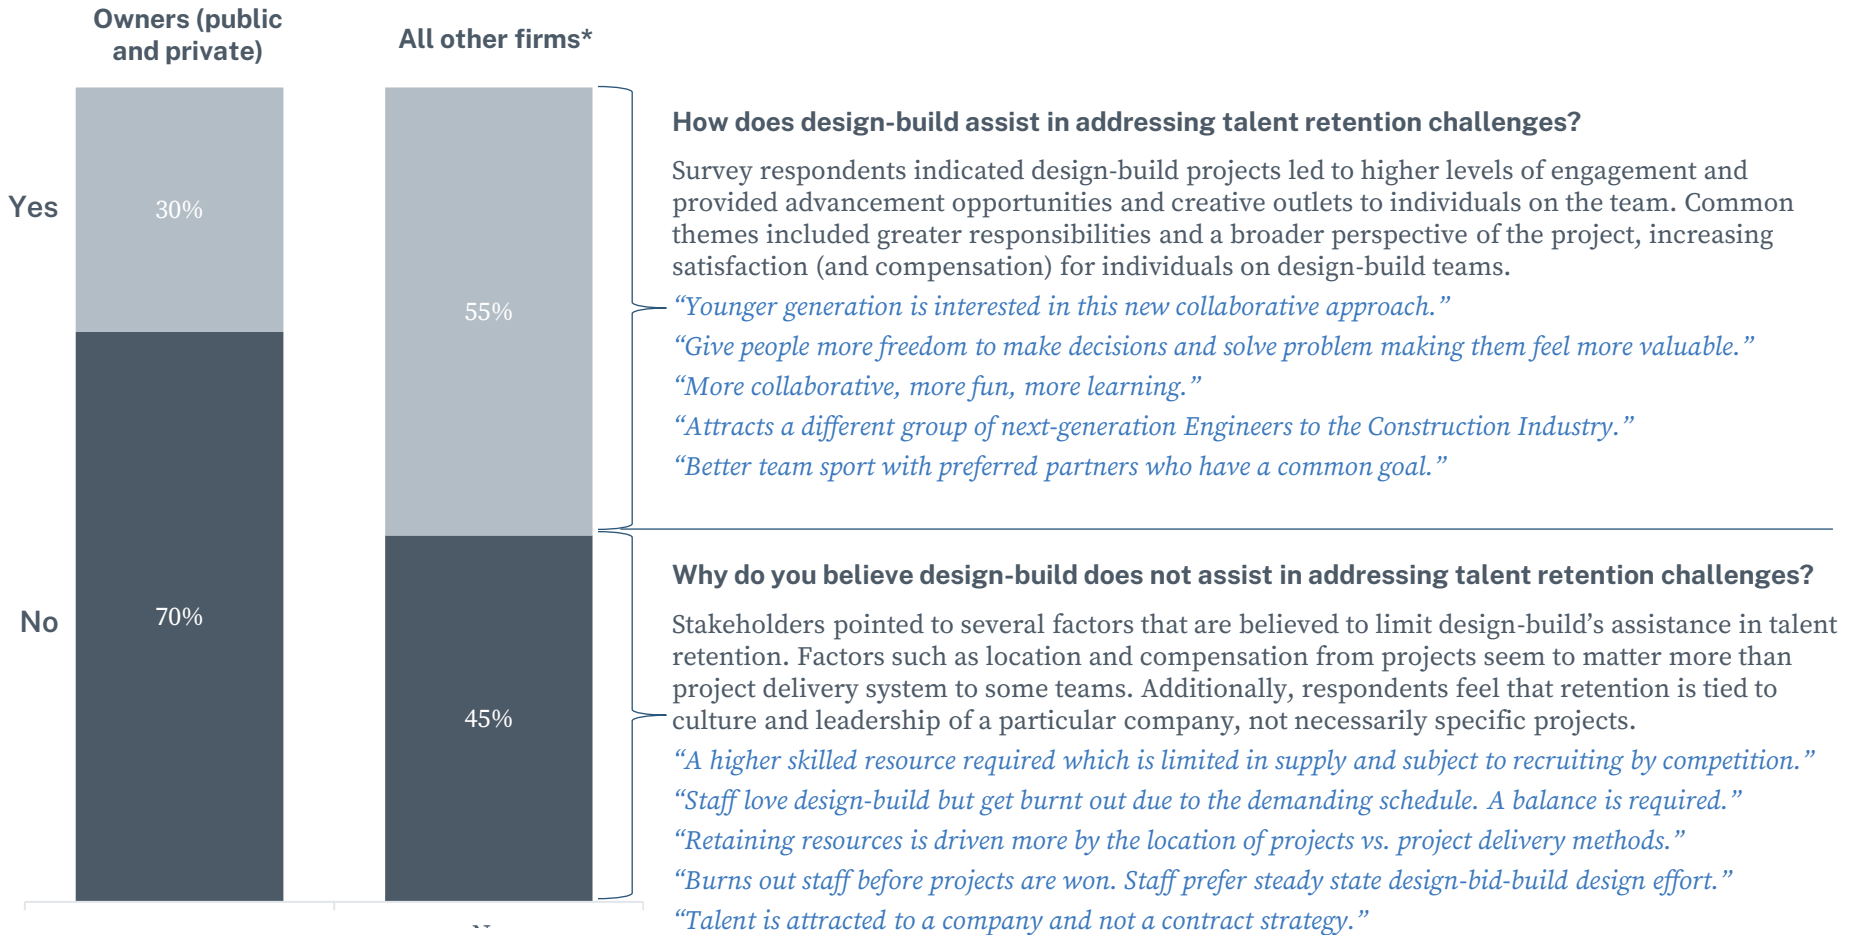 Owners (public
and private)
All other firms*
Yes
30%
55%
No
70%
45%
How does design-build assist in addressing talent retention challenges?
Survey respondents indicated design-build projects led to higher levels of engagement and
provided advancement opportunities and creative outlets to individuals on the team. Common
themes included greater responsibilities and a broader perspective of the project, increasing
satisfaction (and compensation) for individuals on design-build teams.
“Younger generation is interested in this new collaborative approach.”
“Give people more freedom to make decisions and solve problem making them feel more valuable.”
“More collaborative, more fun, more learning.”
“Attracts a different group of next-generation Engineers to the Construction Industry.”
“Better team sport with preferred partners who have a common goal.”
Why do you believe design-build does not assist in addressing talent retention challenges?
Stakeholders pointed to several factors that are believed to limit design-build’s assistance in talent
retention. Factors such as location and compensation from projects seem to matter more than
project delivery system to some teams. Additionally, respondents feel that retention is tied to
culture and leadership of a particular company, not necessarily specific projects.
“A higher skilled resource required which is limited in supply and subject to recruiting by competition.”
“Staff love design-build but get burnt out due to the demanding schedule. A balance is required.”
“Retaining resources is driven more by the location of projects vs. project delivery methods.”
“Burns out staff before projects are won. Staff prefer steady state design-bid-build design effort.”
“Talent is attracted to a company and not a contract strategy.”